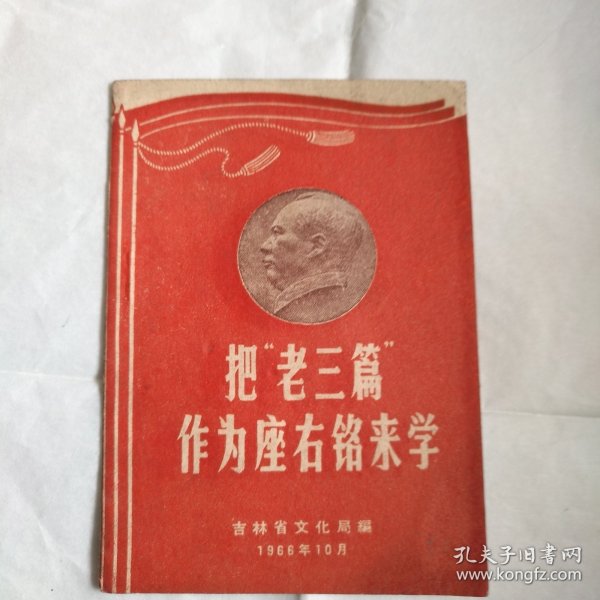 把“老三篇”
作为座右铭来学
吉林省文化局編
1966年10月
孔夫子旧书网
www.kongfz.com